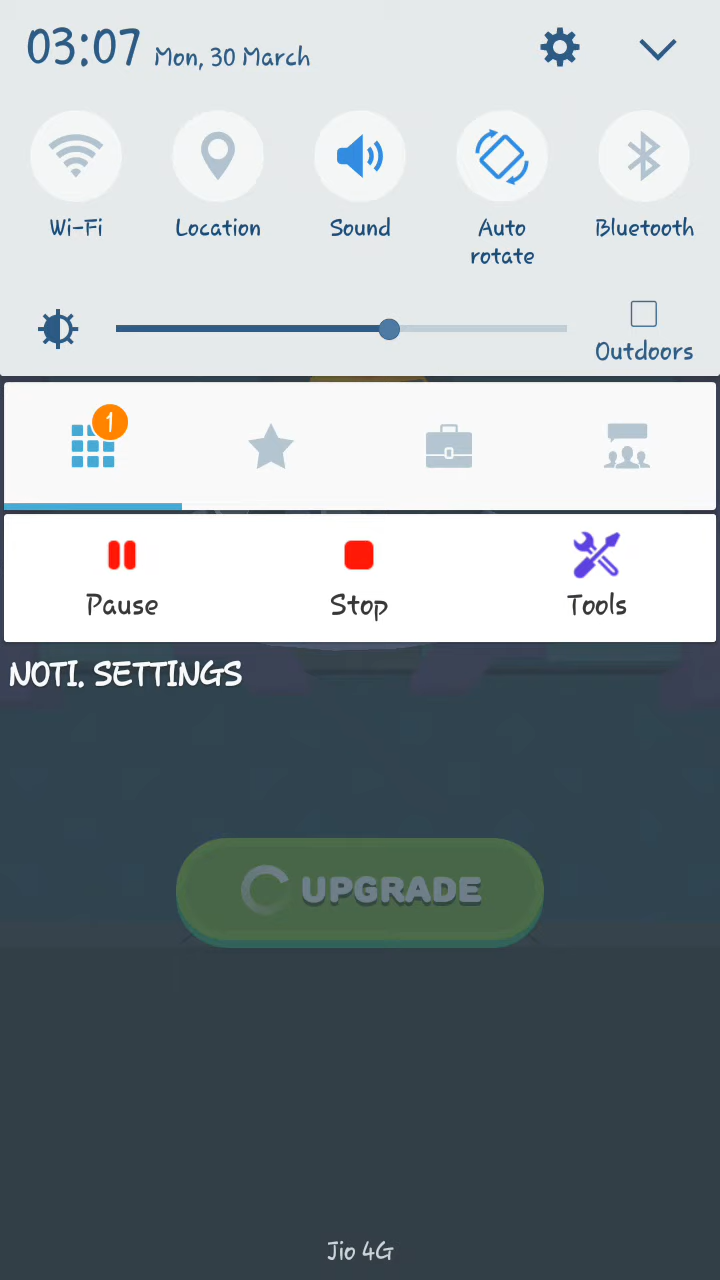 03:07 Mon, 30 March
Wi-Fi
Location
Sound
Auto
rotate
Bluetooth
Outdoors
1
Pause
Stop
Tools
NOTI. SETTINGS
UPGRADE
Jio 4G